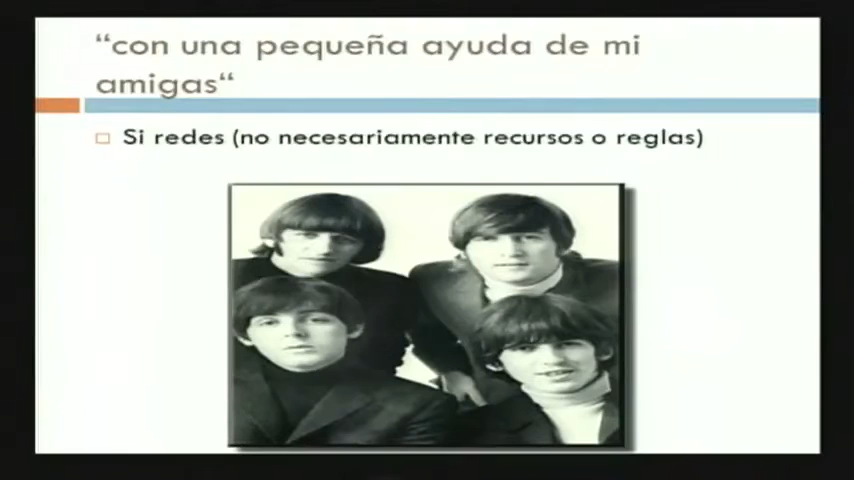 “con una pequeña ayuda de mi
amigas“
Si redes (no necesariamente recursos o reglas)